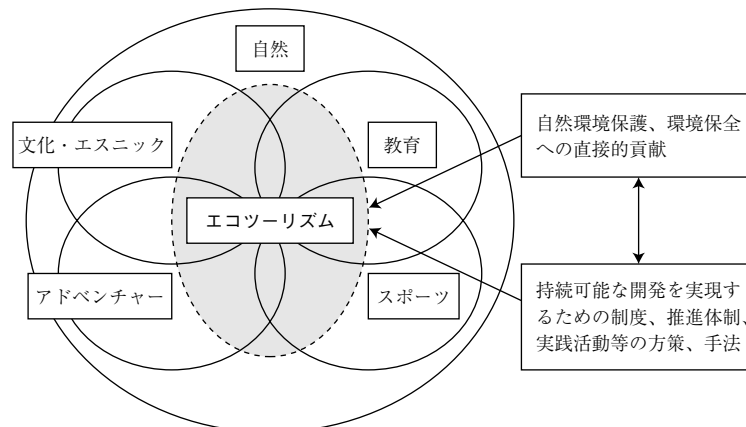 自然
文化・エスニック
教育
エコツーリズム
アドベンチャー
スポーツ
自然環境保護、環境保全
への直接的貢献
持続可能な開発を実現す
るための制度、推進体制、
実践活動等の方策、手法